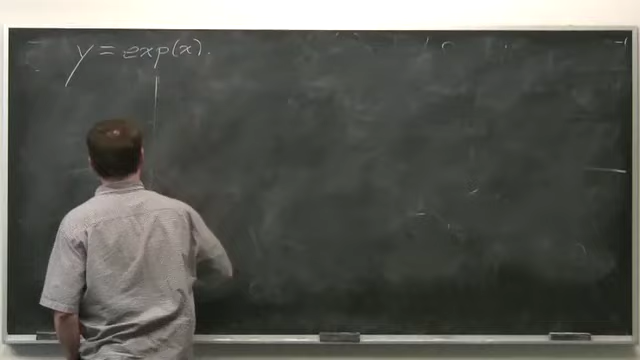 y = exp(x).